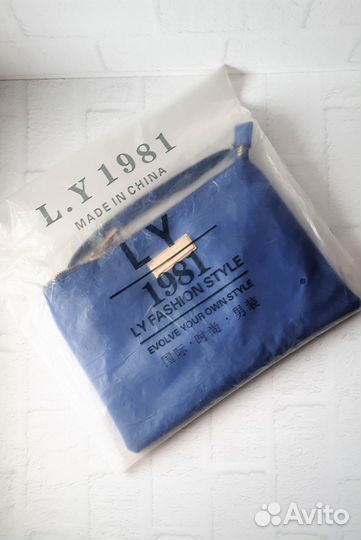 L.Y 1981
MADE IN CHINA
LY
1981
LY FASHION STYLE
EVOLVE YOUR OWN STYLE
国际·时尚·男装
Avito